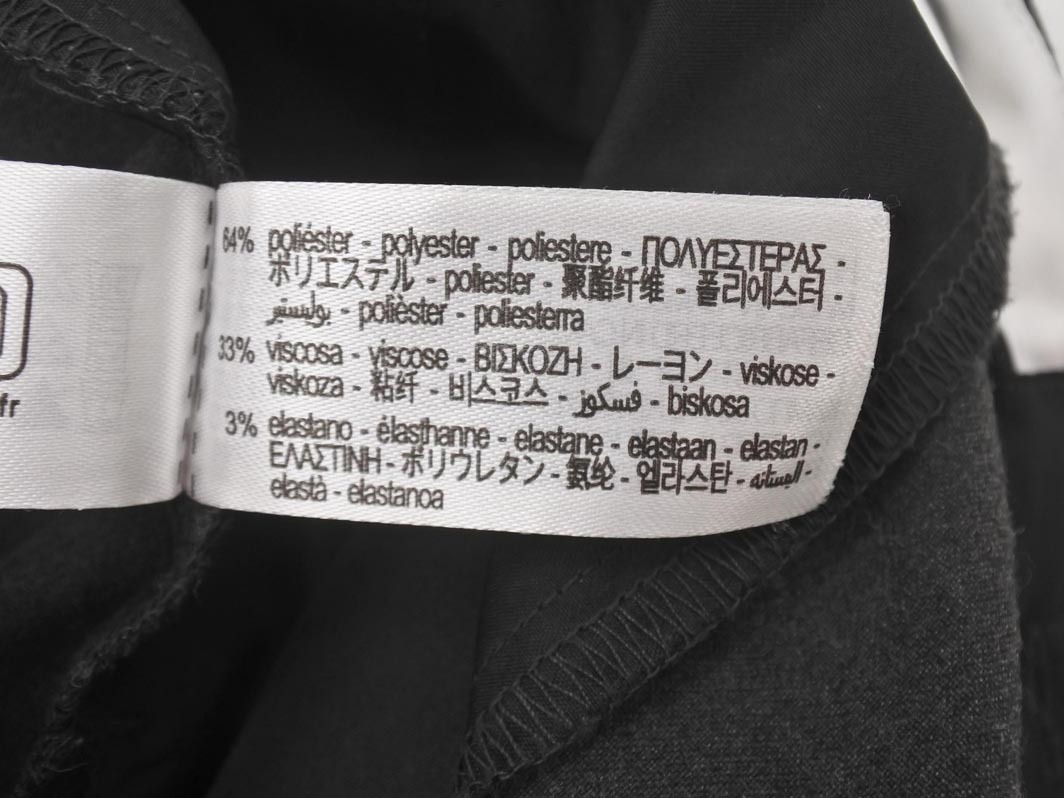 fr
64% poliéster - polyester - poliestere - ΠΟΛΥΕΣΤΕΡΑΣ -
ポリエステル - poliester - 聚酯纤维 - 폴리에스터 -
بوليستر - polièster - poliesterra
33% viscosa - viscose - ΒΙΣΚΟΖΗ - レーヨン - viskose -
viskoza - 粘纤 - 비스코스 - فسكوز - biskosa
3% elastano - élasthanne - elastane - elastaan - elastan -
ΕΛΑΣΤΙΝΗ - ポリウレタン - 氨纶 - 엘라스탄 - الجستانه -
elastà - elastanoa